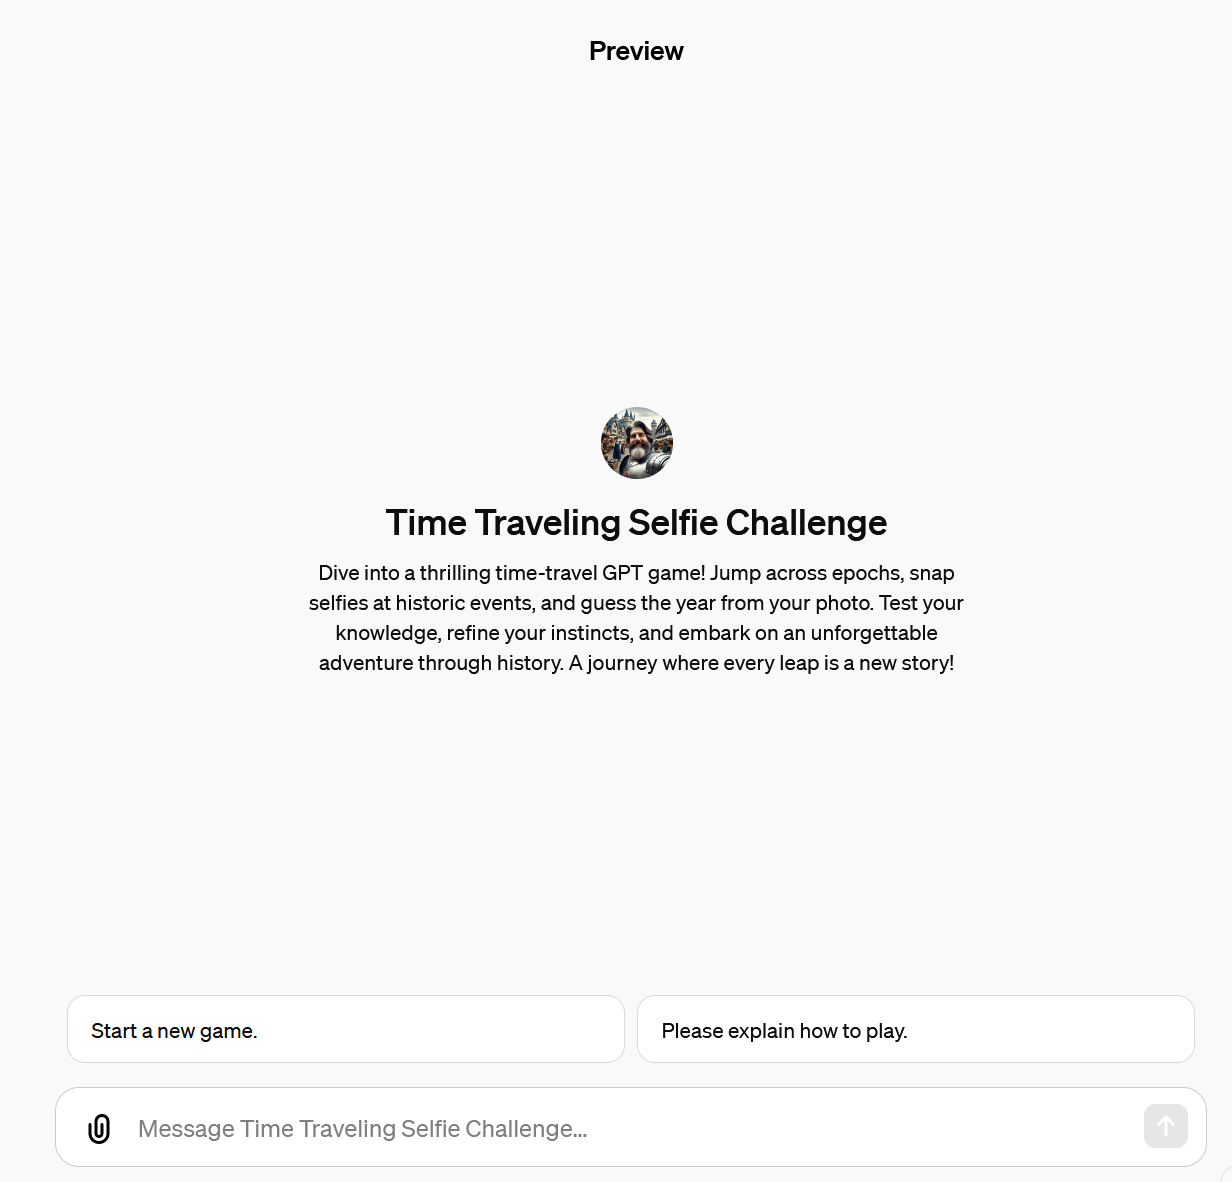 Preview
Time Traveling Selfie Challenge
Dive into a thrilling time-travel GPT game! Jump across epochs, snap
selfies at historic events, and guess the year from your photo. Test your
knowledge, refine your instincts, and embark on an unforgettable
adventure through history. A journey where every leap is a new story!
Start a new game.
Please explain how to play.
Message Time Traveling Selfie Challenge...